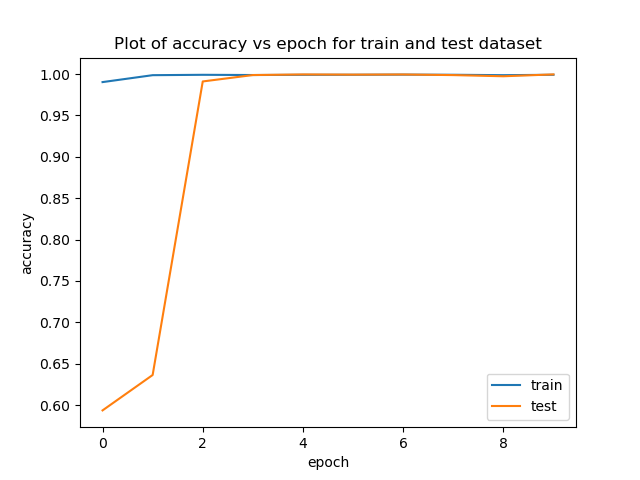 Plot of accuracy vs epoch for train and test dataset
1.00
0.95
0.90
0.85
0.80
0.75
0.70
0.65
0.60
accuracy
0 2 4 6 8
epoch
train
test